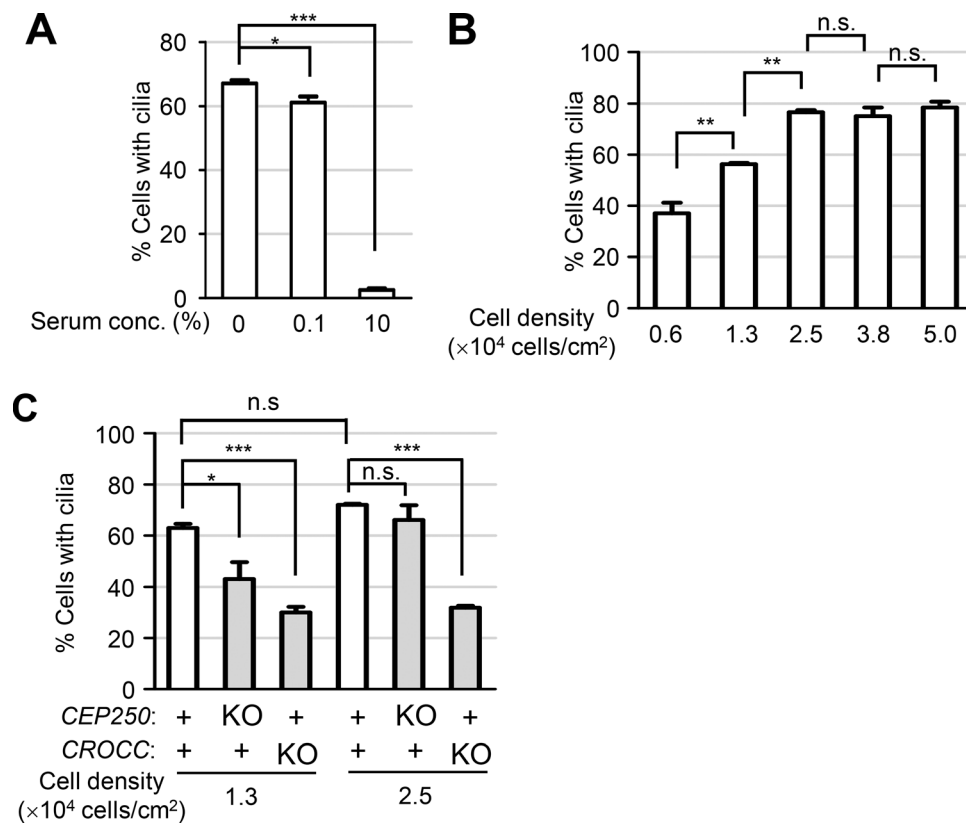 A
***
*
80
60
40
20
0
% Cells with cilia
Serum conc. (%)
0 0.1 10
B
n.s.
n.s.
**
**
100
80
60
40
20
0
% Cells with cilia
Cell density
(×10⁴ cells/cm²)
0.6 1.3 2.5 3.8 5.0
C
n.s
***
*
***
n.s.
100
80
60
40
20
0
% Cells with cilia
CEP250: + KO + + KO +
CROCC: + + KO + + KO
Cell density
(×10⁴ cells/cm²)
1.3 2.5